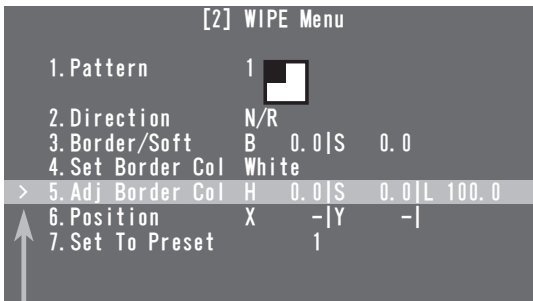 [2] WIPE Menu
1.Pattern 1
2.Direction N/R
3.Border/Soft B 0.0|S 0.0
4.Set Border Col White
> 5.Adj Border Col H 0.0|S 0.0|L 100.0
6.Position X -|Y -|
7.Set To Preset 1